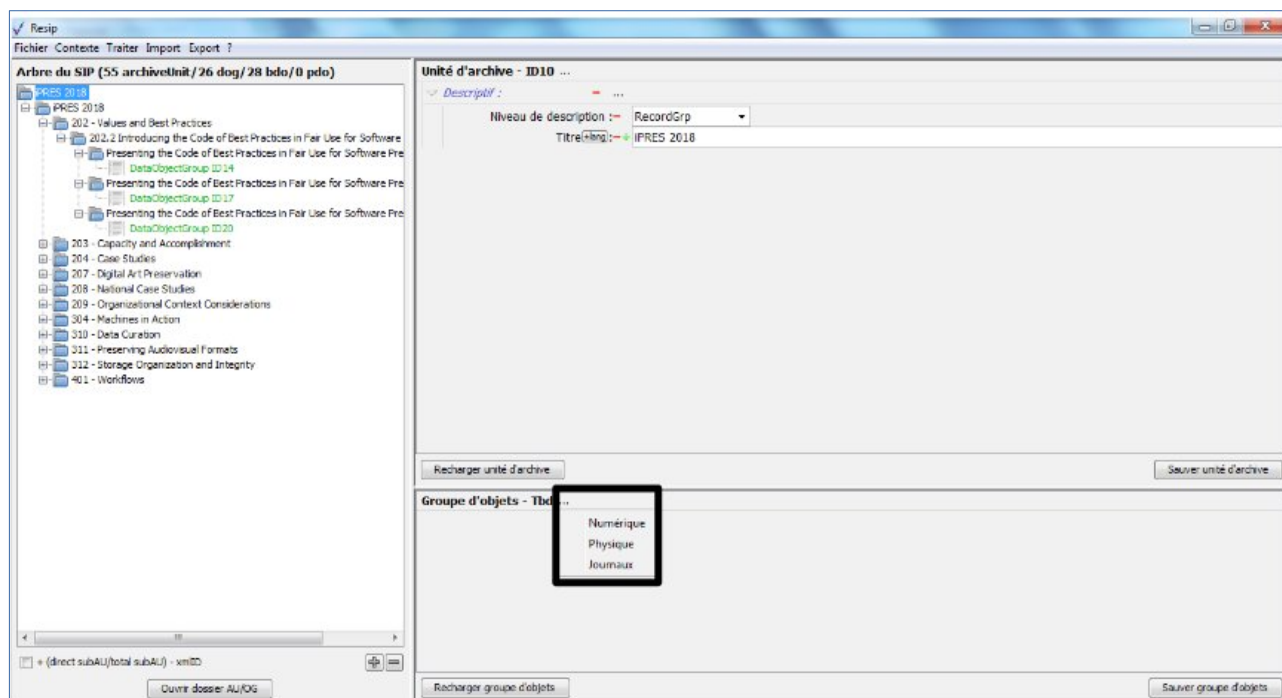 Resip
Fichier Contexte Traiter Import Export ?
Arbre du SIP (55 archiveUnit/26 dog/28 bdo/0 pdo)
iPRES 2018
iPRES 2018
202 - Values and Best Practices
202.2 Introducing the Code of Best Practices in Fair Use for Software
Presenting the Code of Best Practices in Fair Use for Software Pre
DataObjectGroup ID14
Presenting the Code of Best Practices in Fair Use for Software Pre
DataObjectGroup ID17
Presenting the Code of Best Practices in Fair Use for Software Pre
DataObjectGroup ID20
203 - Capacity and Accomplishment
204 - Case Studies
207 - Digital Art Preservation
208 - National Case Studies
209 - Organizational Context Considerations
304 - Machines in Action
310 - Data Curation
311 - Preserving Audiovisual Formats
312 - Storage Organization and Integrity
401 - Workflows
+ (direct subAU/total subAU) - xmlID
Ouvrir dossier AU/OG
Unité d'archive - ID10 ...
Descriptif : - ...
Niveau de description :- RecordGrp
Titre +lang :-+ iPRES 2018
Recharger unité d'archive
Sauver unité d'archive
Groupe d'objets - Tbd ...
Numérique
Physique
Journaux
Recharger groupe d'objets
Sauver groupe d'objets